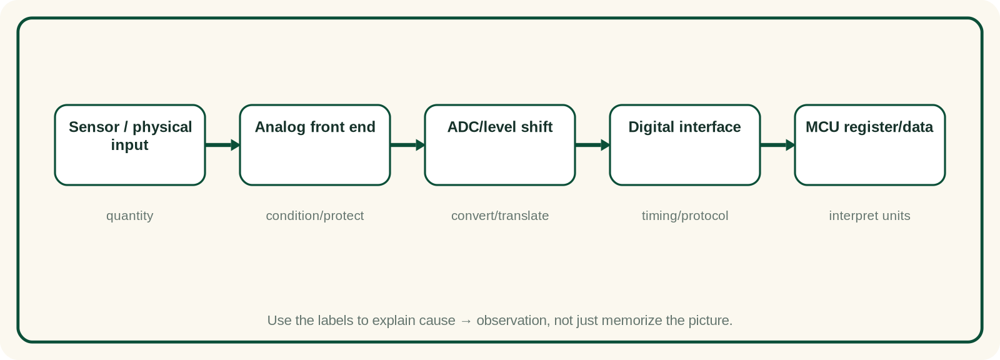 Sensor / physical
input
Analog front end
ADC/level shift
Digital interface
MCU register/data
quantity
condition/protect
convert/translate
timing/protocol
interpret units
Use the labels to explain cause → observation, not just memorize the picture.